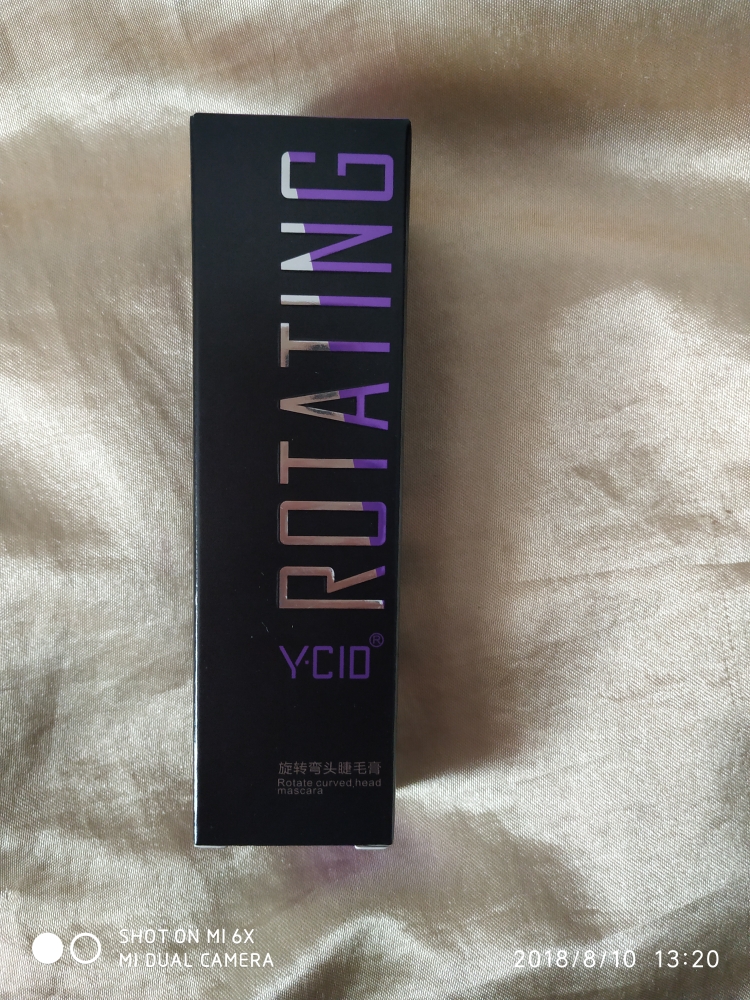 ROTATING
Y·CID®
旋转弯头睫毛膏
Rotate curved head
mascara
SHOT ON MI 6X
MI DUAL CAMERA
2018/8/10 13:20